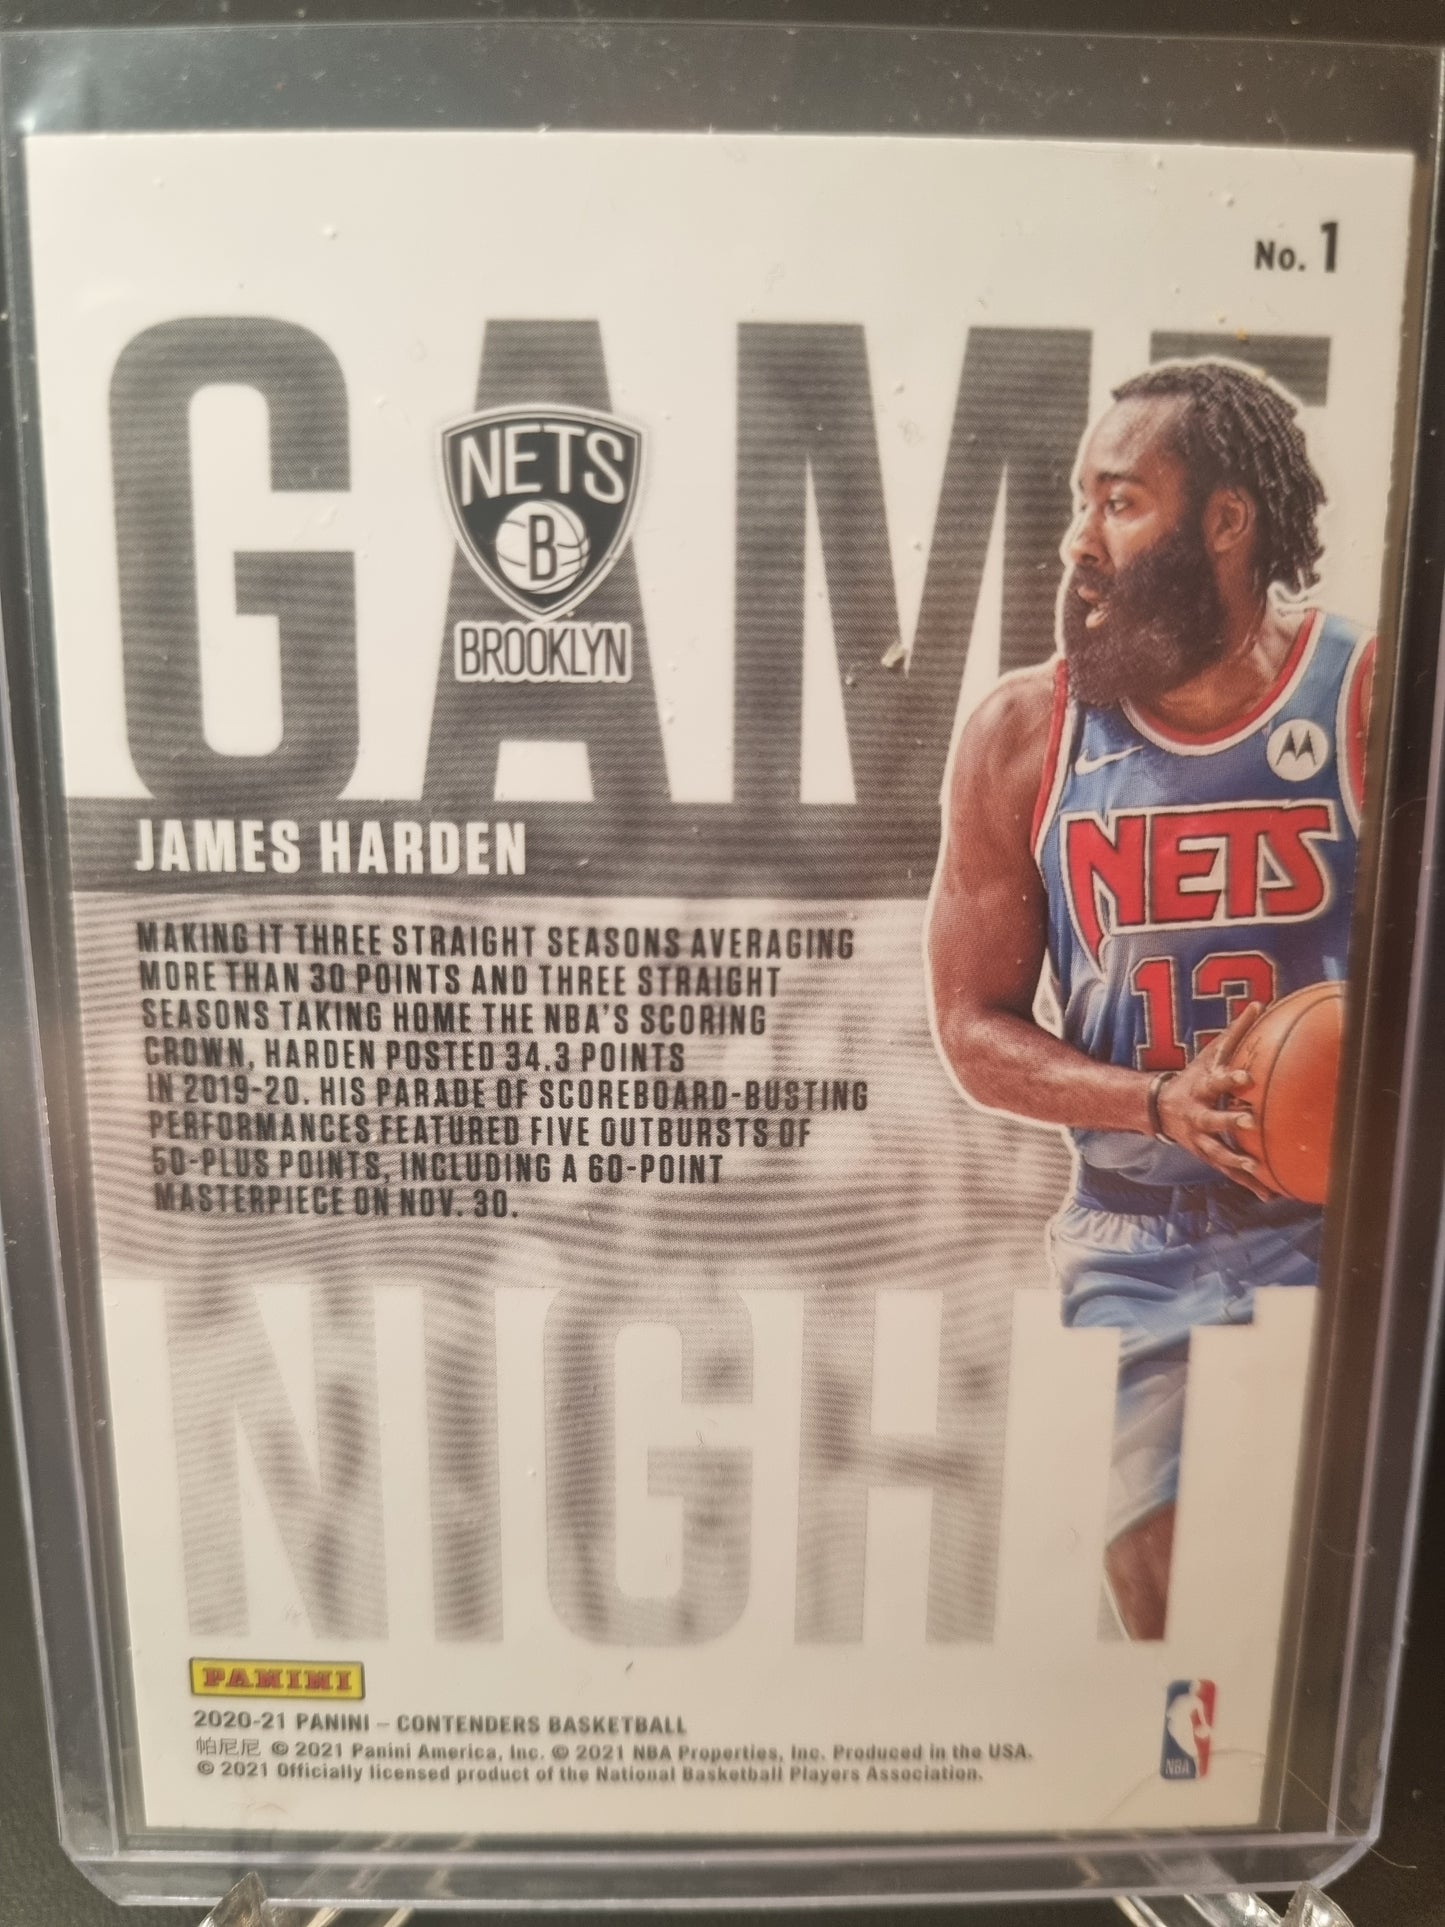 No. 1
GAME
NETS
B
BROOKLYN
NETS
13
JAMES HARDEN
MAKING IT THREE STRAIGHT SEASONS AVERAGING
MORE THAN 30 POINTS AND THREE STRAIGHT
SEASONS TAKING HOME THE NBA'S SCORING
CROWN, HARDEN POSTED 34.3 POINTS
IN 2019-20. HIS PARADE OF SCOREBOARD-BUSTING
PERFORMANCES FEATURED FIVE OUTBURSTS OF
50-PLUS POINTS, INCLUDING A 60-POINT
MASTERPIECE ON NOV. 30.
NIGHT
PANINI
2020-21 PANINI – CONTENDERS BASKETBALL
帕尼尼 © 2021 Panini America, Inc. © 2021 NBA Properties, Inc. Produced in the USA.
© 2021 Officially licensed product of the National Basketball Players Association.
NBA